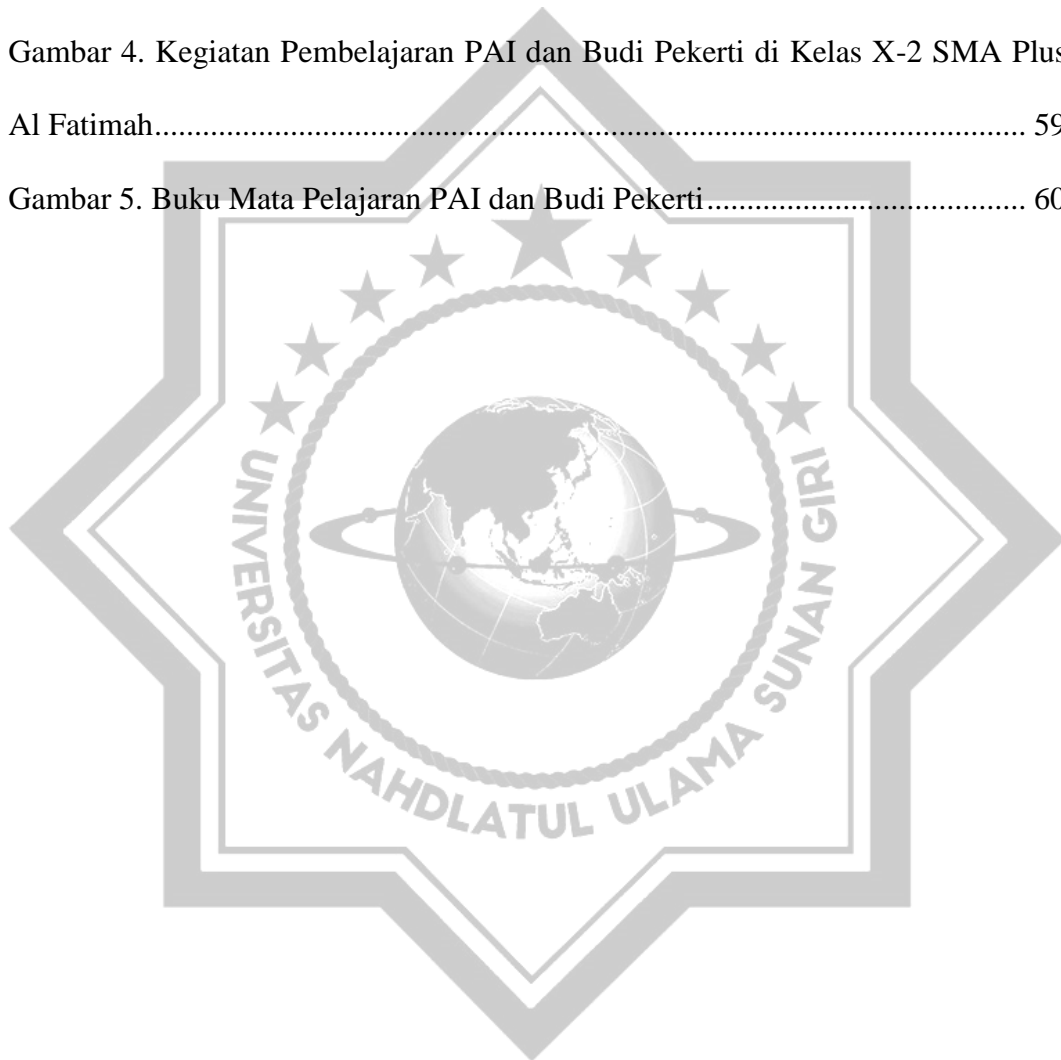 Gambar 4. Kegiatan Pembelajaran PAI dan Budi Pekerti di Kelas X-2 SMA Plus
Al Fatimah............................................................................................. 59
Gambar 5. Buku Mata Pelajaran PAI dan Budi Pekerti.................................. 60
UNIVERSITAS NAHDLATUL ULAMA SUNAN GIRI